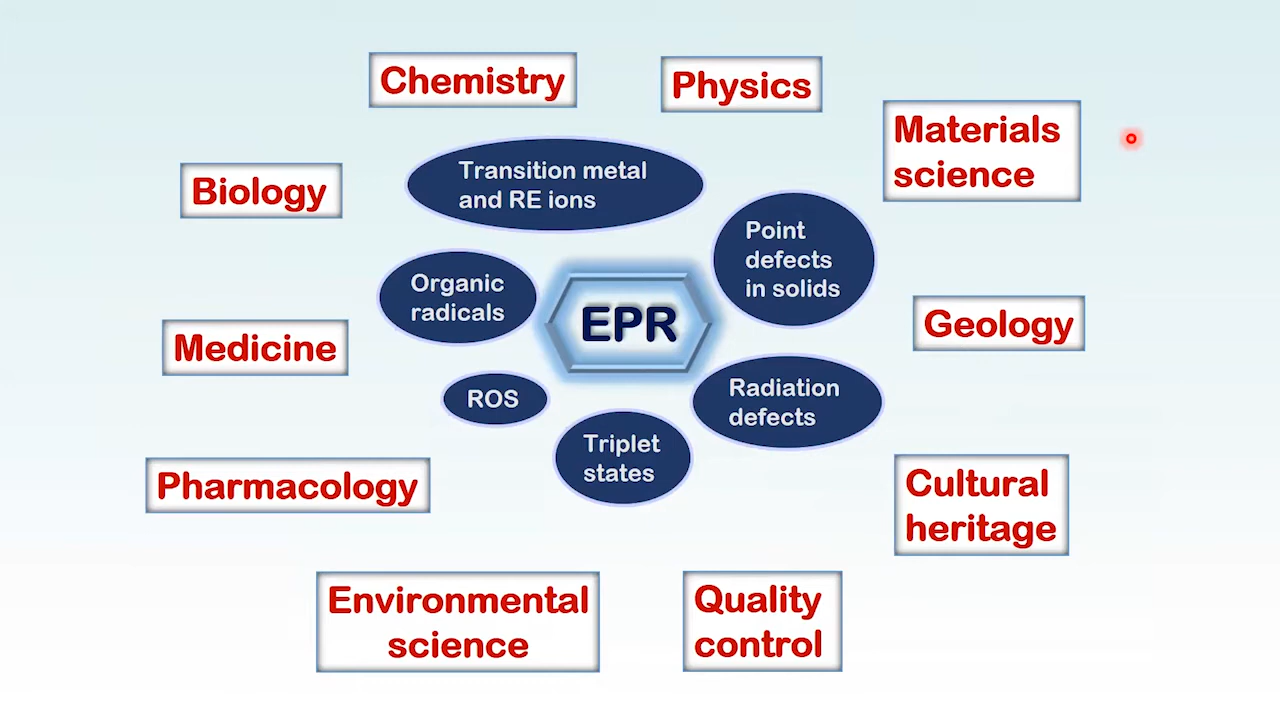 Chemistry
Physics
Materials
science
Biology
Transition metal
and RE ions
Point
defects
in solids
Organic
radicals
EPR
Geology
Medicine
ROS
Radiation
defects
Triplet
states
Pharmacology
Cultural
heritage
Environmental
science
Quality
control